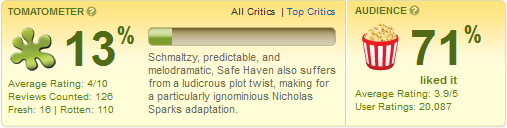 TOMATOMETER ?
All Critics | Top Critics
13%
Average Rating: 4/10
Reviews Counted: 126
Fresh: 16 | Rotten: 110
Schmaltzy, predictable, and
melodramatic, Safe Haven also suffers
from a ludicrous plot twist, making for
a particularly ignominious Nicholas
Sparks adaptation.
AUDIENCE ?
71%
liked it
Average Rating: 3.9/5
User Ratings: 20,087